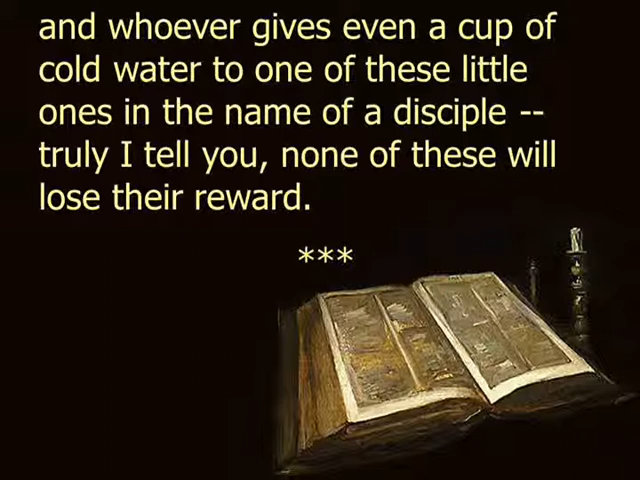 and whoever gives even a cup of
cold water to one of these little
ones in the name of a disciple --
truly I tell you, none of these will
lose their reward.
***